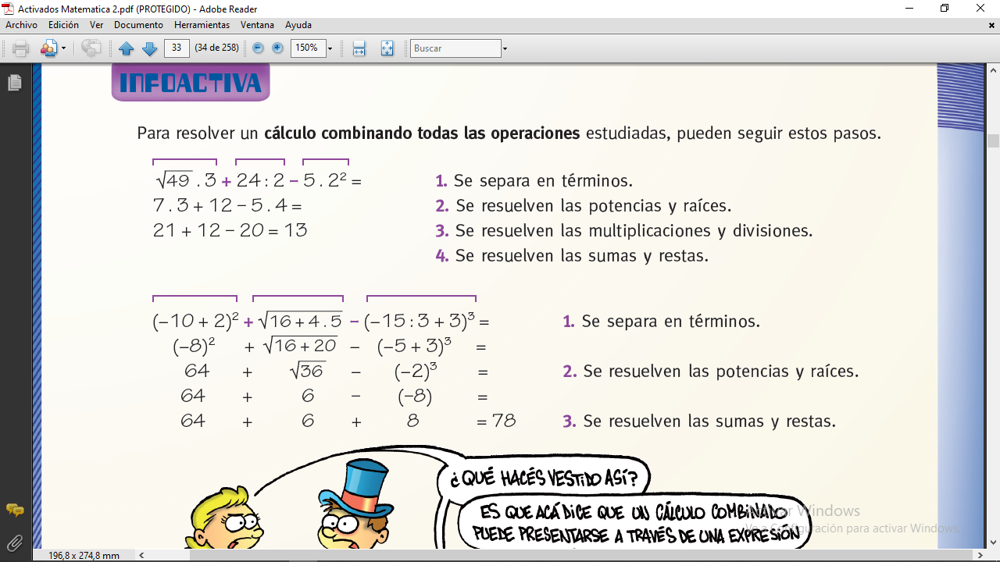 Activados Matematica 2.pdf (PROTEGIDO) - Adobe Reader
Archivo Edición Ver Documento Herramientas Ventana Ayuda
33 (34 de 258) 150% Buscar
INFOACTIVA
Para resolver un cálculo combinando todas las operaciones estudiadas, pueden seguir estos pasos.
√49 . 3 + 24 : 2 – 5 . 2² = 1. Se separa en términos.
7 . 3 + 12 – 5 . 4 = 2. Se resuelven las potencias y raíces.
21 + 12 – 20 = 13 3. Se resuelven las multiplicaciones y divisiones.
4. Se resuelven las sumas y restas.
(–10 + 2)² + √16 + 4 . 5 – (–15 : 3 + 3)³ = 1. Se separa en términos.
(–8)² + √16 + 20 – (–5 + 3)³ =
64 + √36 – (–2)³ = 2. Se resuelven las potencias y raíces.
64 + 6 – (–8) =
64 + 6 + 8 = 78 3. Se resuelven las sumas y restas.
¿QUÉ HACÉS VESTIDO ASÍ?
ES QUE ACÁ DICE QUE UN CÁLCULO COMBINADO
PUEDE PRESENTARSE A TRAVÉS DE UNA EXPRESIÓN
Activar Windows
Ve a Configuración para activar Windows
196,8 x 274,8 mm